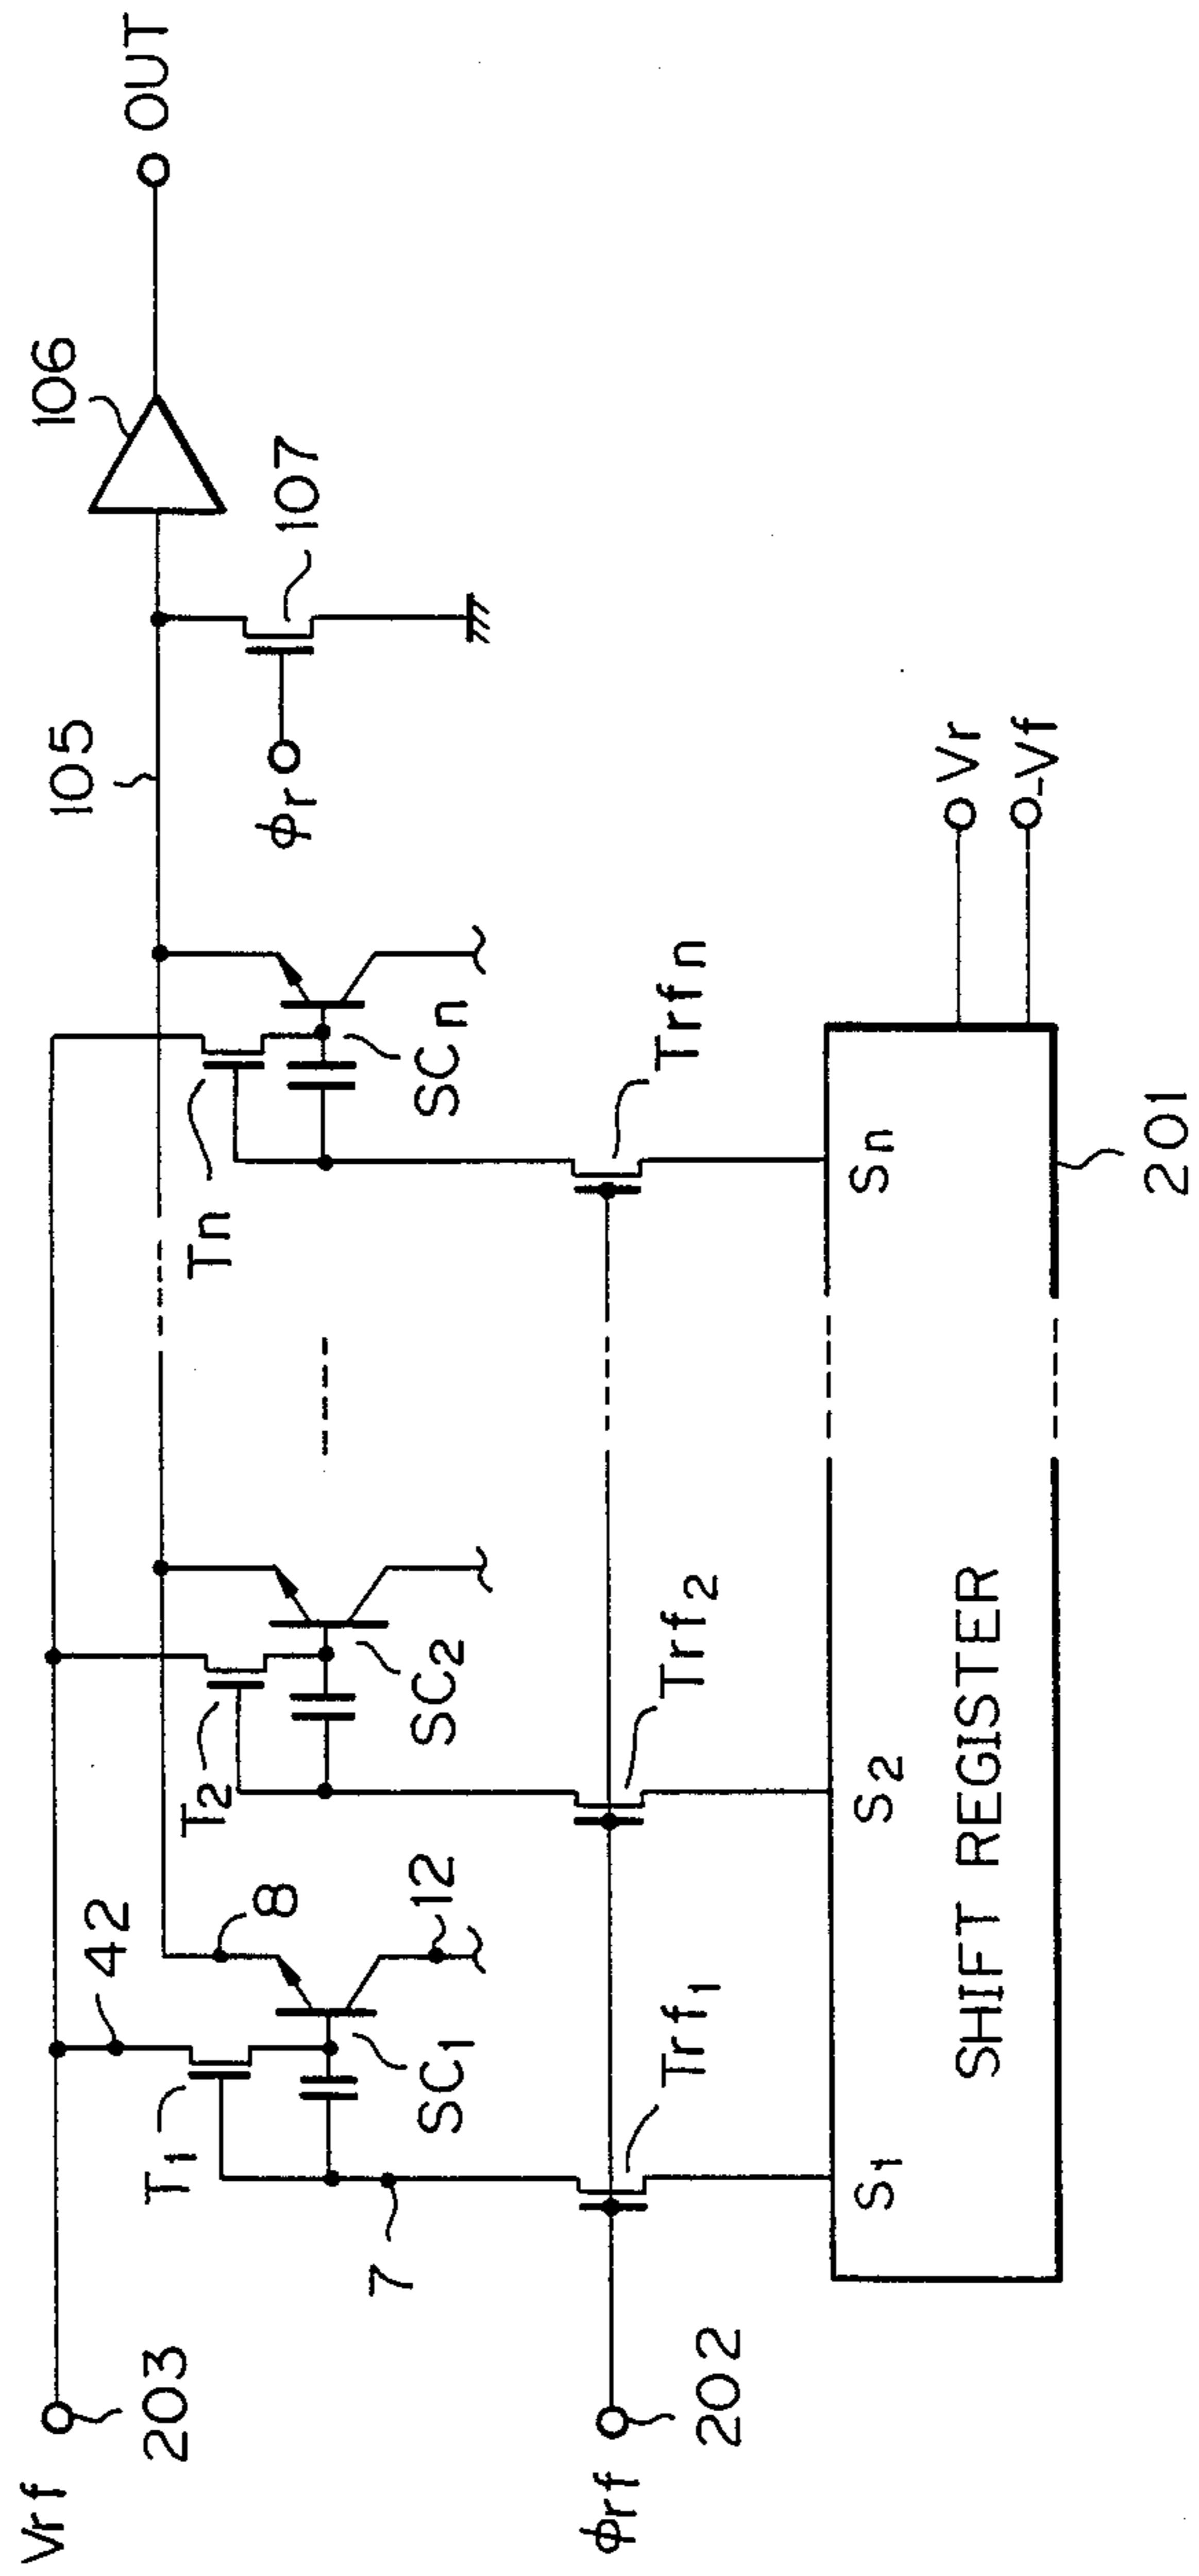 Vrf
203
42
8
105
106
OUT
T1
T2
Tn
φr
107
7
SC1
12
SC2
SCn
φrf
202
Trf1
Trf2
Trfn
S1
S2
Sn
SHIFT REGISTER
Vr
-Vf
201